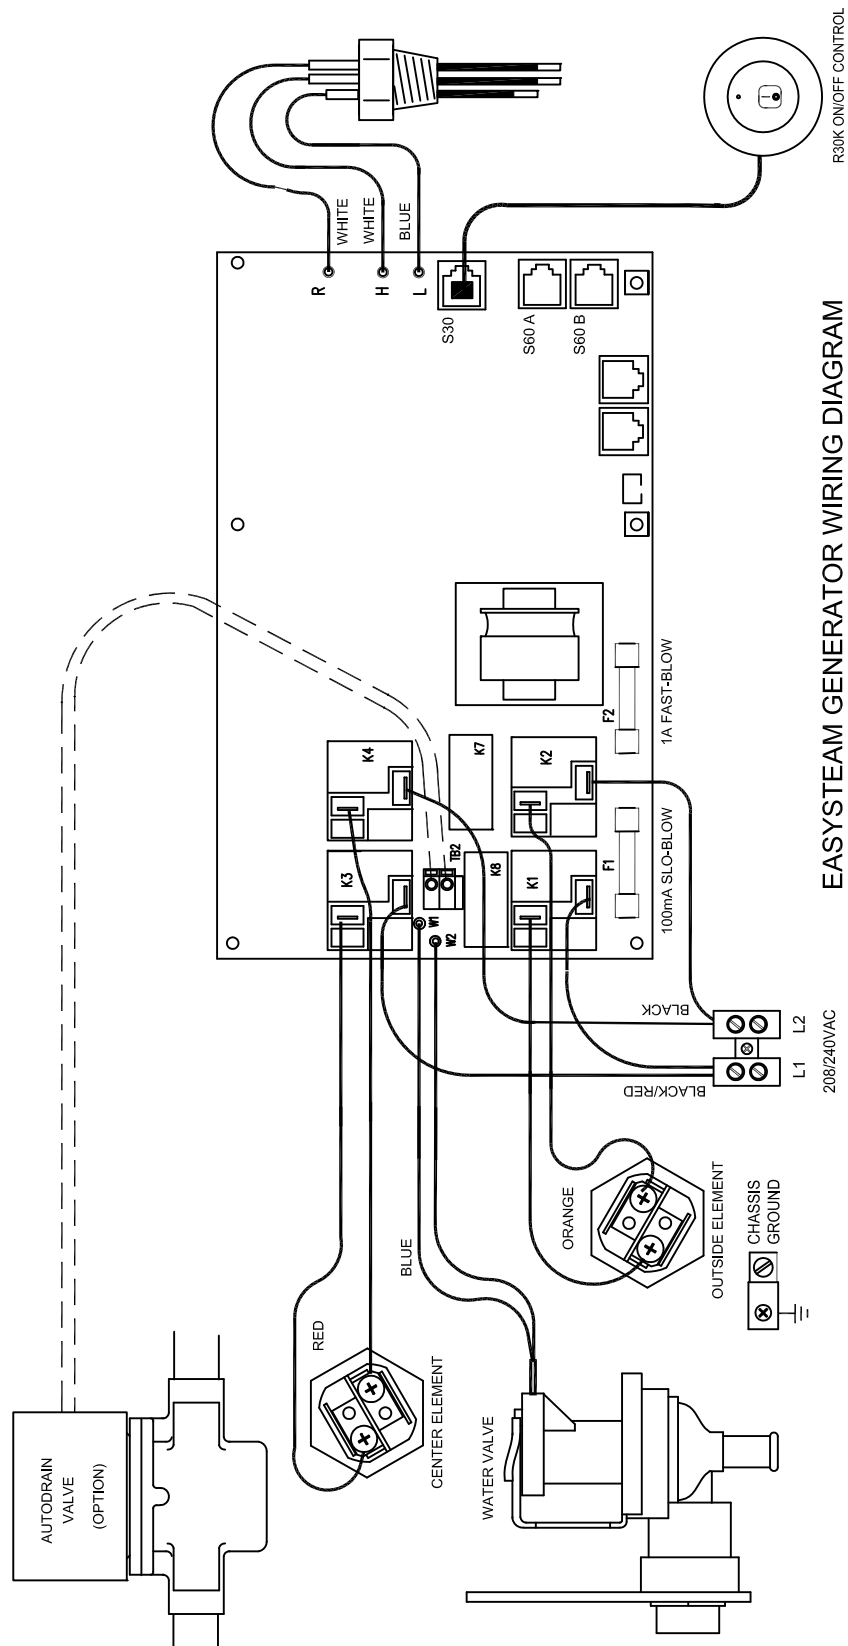 AUTODRAIN
VALVE
(OPTION)
RED
CENTER ELEMENT
WATER VALVE
BLUE
ORANGE
OUTSIDE ELEMENT
CHASSIS
GROUND
BLACK/RED
BLACK
L1
L2
208/240VAC
K3
K4
W1
W2
TB2
K8
K7
K1
K2
F1
100mA SLO-BLOW
F2
1A FAST-BLOW
R
H
L
WHITE
WHITE
BLUE
S30
S60 A
S60 B
R30K ON/OFF CONTROL
EASYSTEAM GENERATOR WIRING DIAGRAM